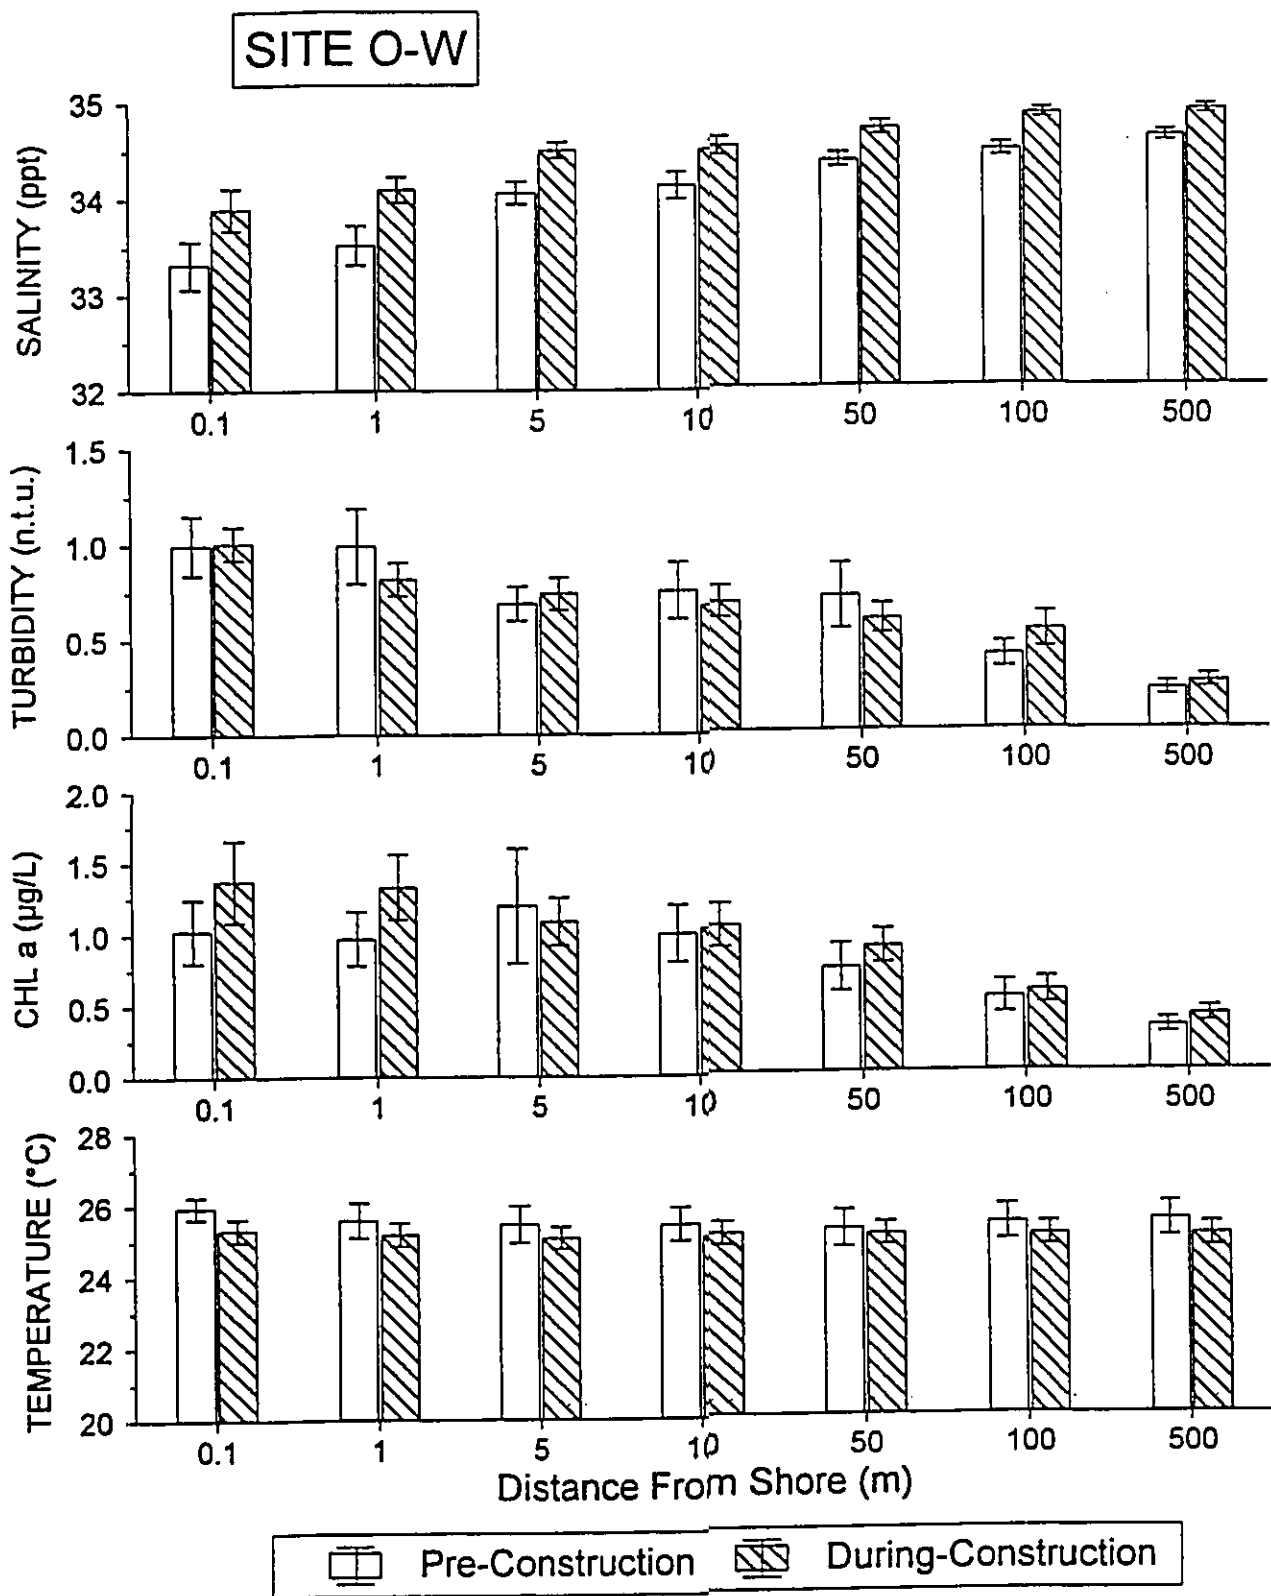 SITE O-W
SALINITY (ppt)
35
34
33
32
0.1 1 5 10 50 100 500
TURBIDITY (n.t.u.)
1.5
1.0
0.5
0.0
0.1 1 5 10 50 100 500
CHL a (µg/L)
2.0
1.5
1.0
0.5
0.0
0.1 1 5 10 50 100 500
TEMPERATURE (°C)
28
26
24
22
20
0.1 1 5 10 50 100 500
Distance From Shore (m)
Pre-Construction During-Construction